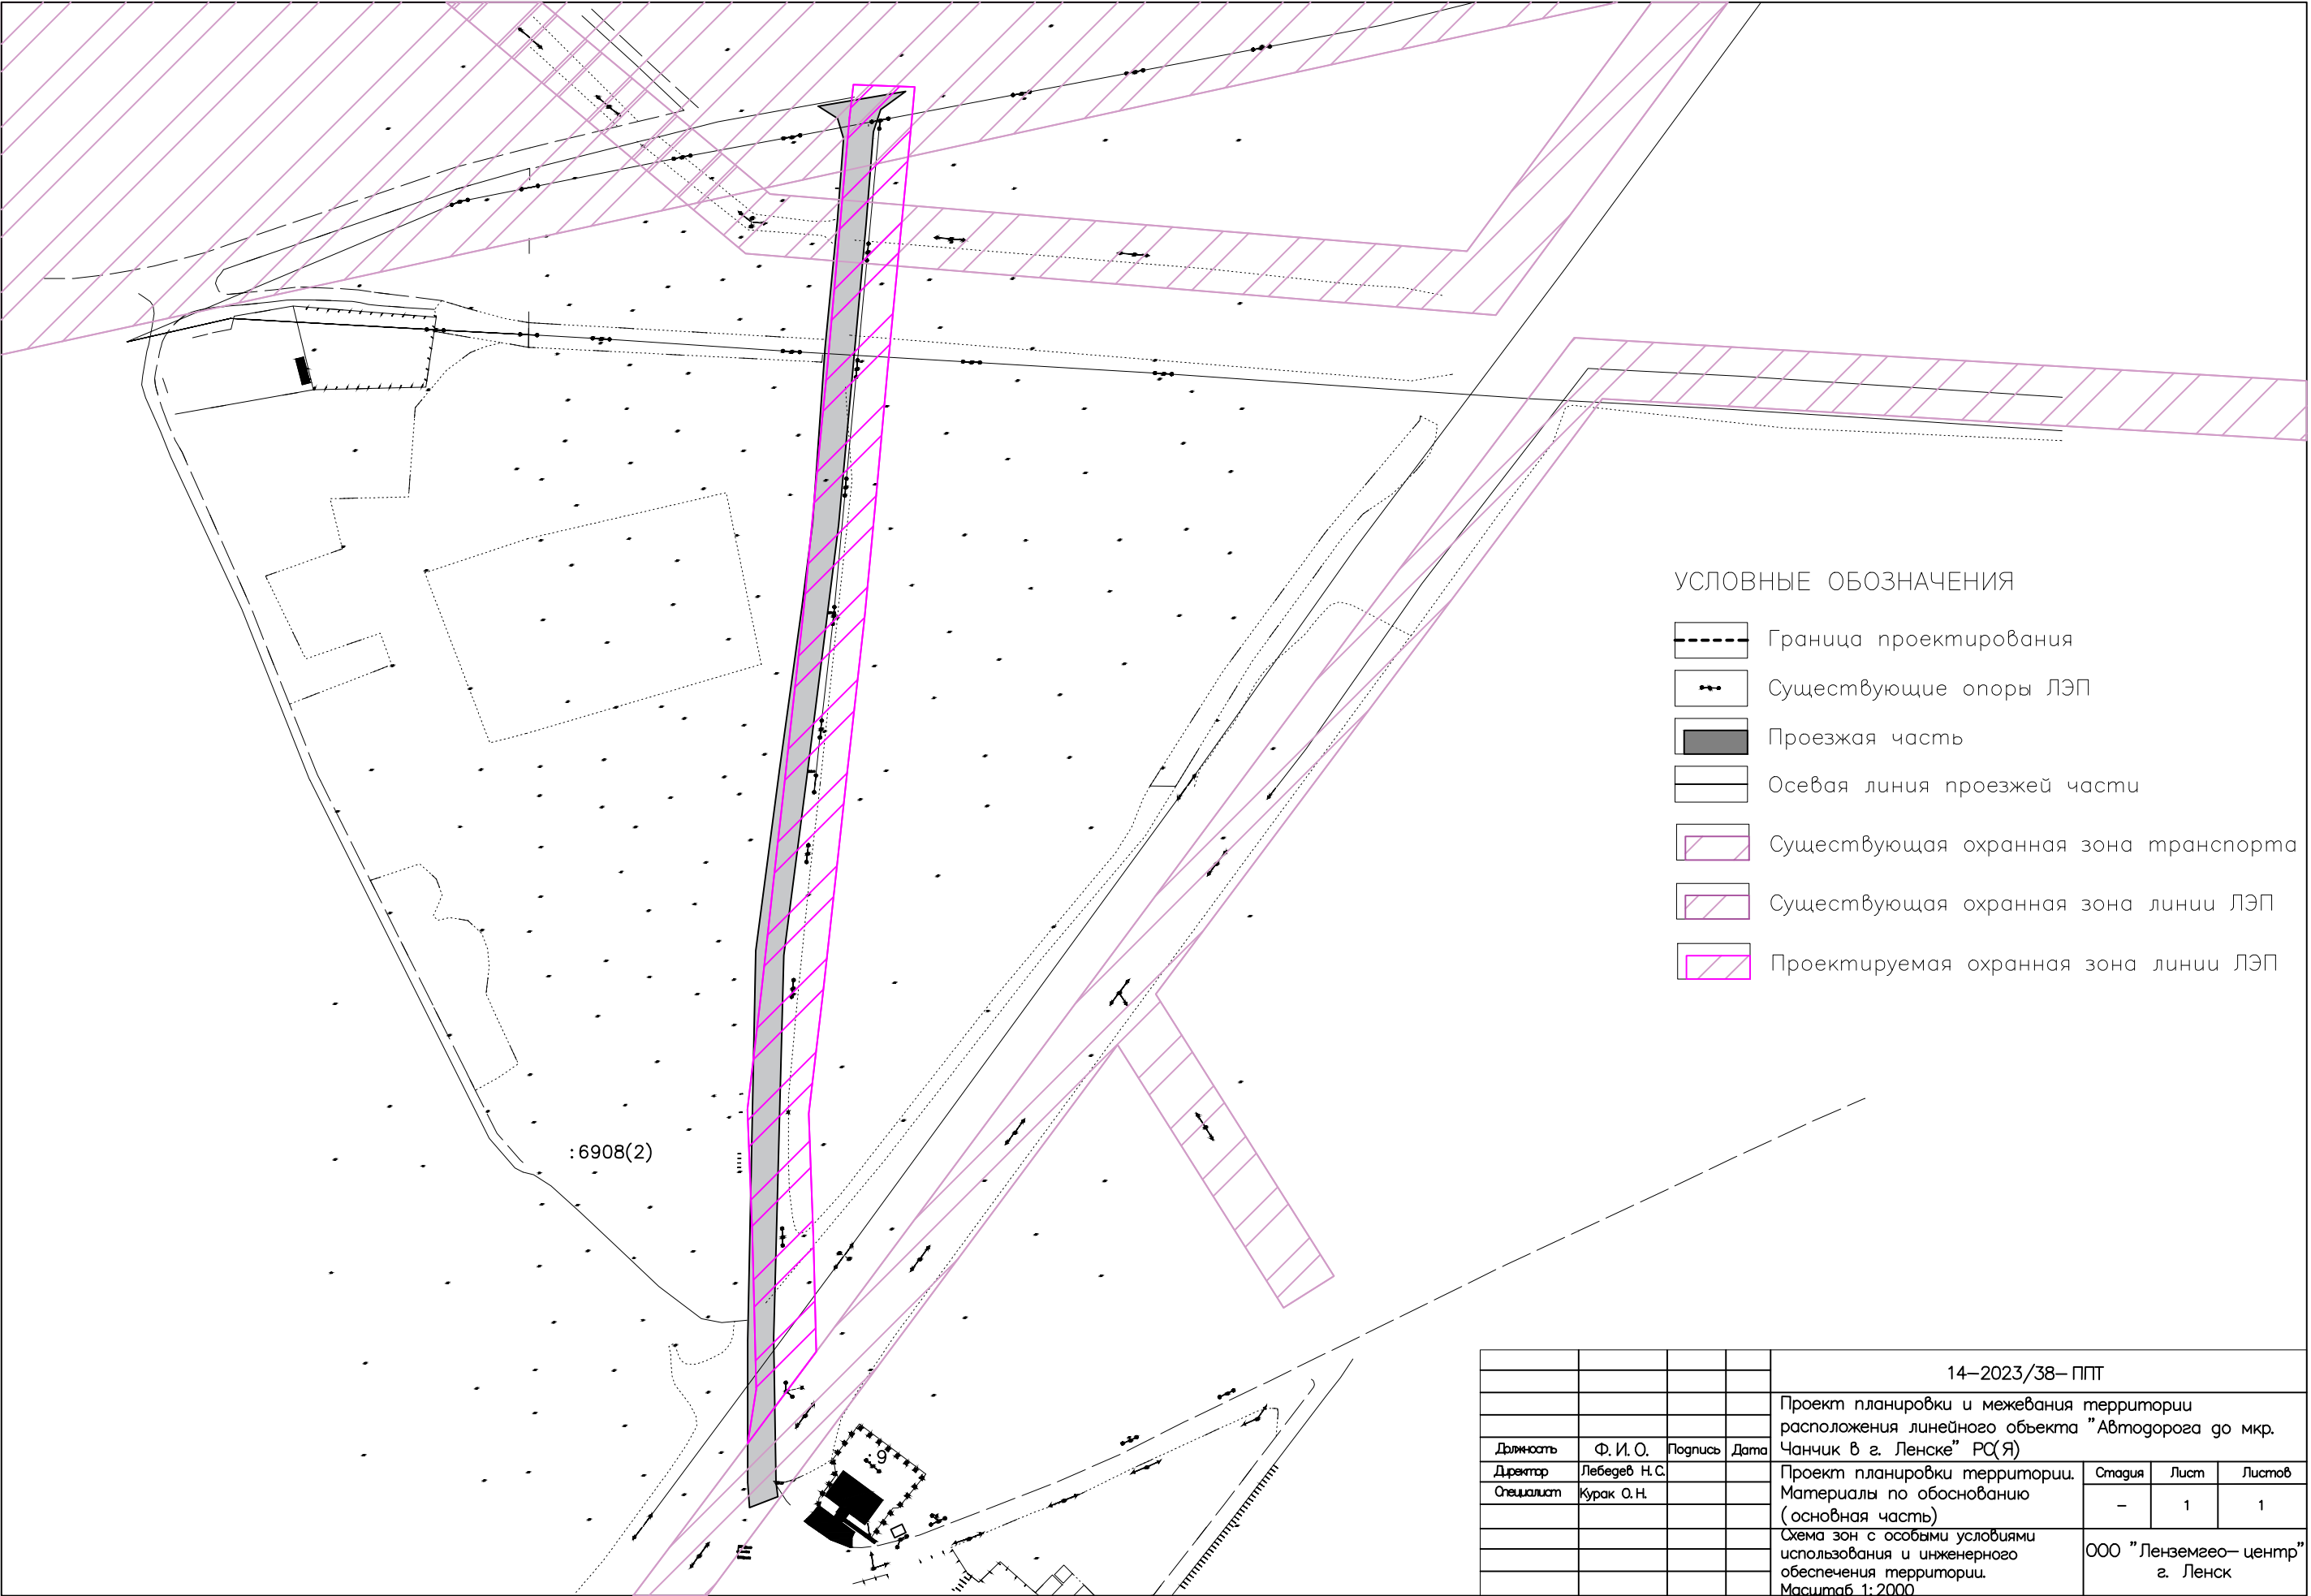 УСЛОВНЫЕ ОБОЗНАЧЕНИЯ
Граница проектирования
Существующие опоры ЛЭП
Проезжая часть
Осевая линия проезжей части
Существующая охранная зона транспорта
Существующая охранная зона линии ЛЭП
Проектируемая охранная зона линии ЛЭП
:6908(2)
:9
14-2023/38-ППТ
Проект планировки и межевания территории
расположения линейного объекта "Автодорога до мкр.
Чанчик в г. Ленске" РС(Я)
Должность Ф. И. О. Подпись Дата
Директор Лебедев Н.С.
Специалист Курак О.Н.
Проект планировки территории.
Материалы по обоснованию
(основная часть)
Стадия Лист Листов
– 1 1
Схема зон с особыми условиями
использования и инженерного
обеспечения территории.
Масштаб 1:2000
ООО "Ленземгео-центр"
г. Ленск